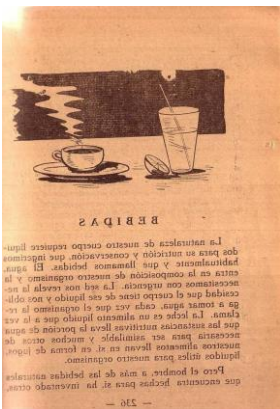 BEBIDAS
La naturaleza de nuestro cuerpo requiere líqui-
dos para su nutrición y conservación, que ingerimos
habitualmente y que llamamos bebidas. El agua,
entra en la composición de nuestro organismo y la
necesitamos con urgencia. La sed nos revela la ne-
cesidad que el cuerpo tiene de ese líquido y nos obli-
ga a tomar agua, cada vez que el organismo la re-
clama. La leche es un alimento líquido que a la vez
que las sustancias nutritivas lleva la porción de agua
necesaria para ser asimilable y muchos otros de
nuestros alimentos llevan en sí, en forma de jugos,
líquidos útiles para nuestro organismo.
Pero el hombre, a más de las bebidas naturales
que encuentra hechas para sí, ha inventado otras,
— 236 —